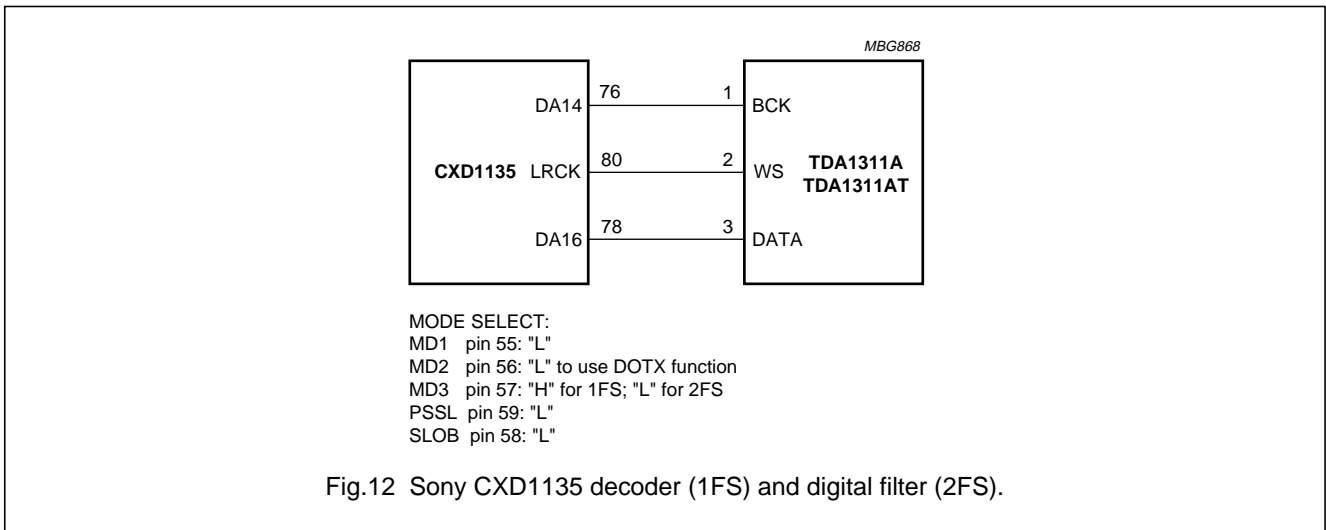 MBG868
DA14 76 1 BCK
CXD1135 LRCK 80 2 WS TDA1311A
TDA1311AT
DA16 78 3 DATA
MODE SELECT:
MD1 pin 55: "L"
MD2 pin 56: "L" to use DOTX function
MD3 pin 57: "H" for 1FS; "L" for 2FS
PSSL pin 59: "L"
SLOB pin 58: "L"
Fig.12 Sony CXD1135 decoder (1FS) and digital filter (2FS).